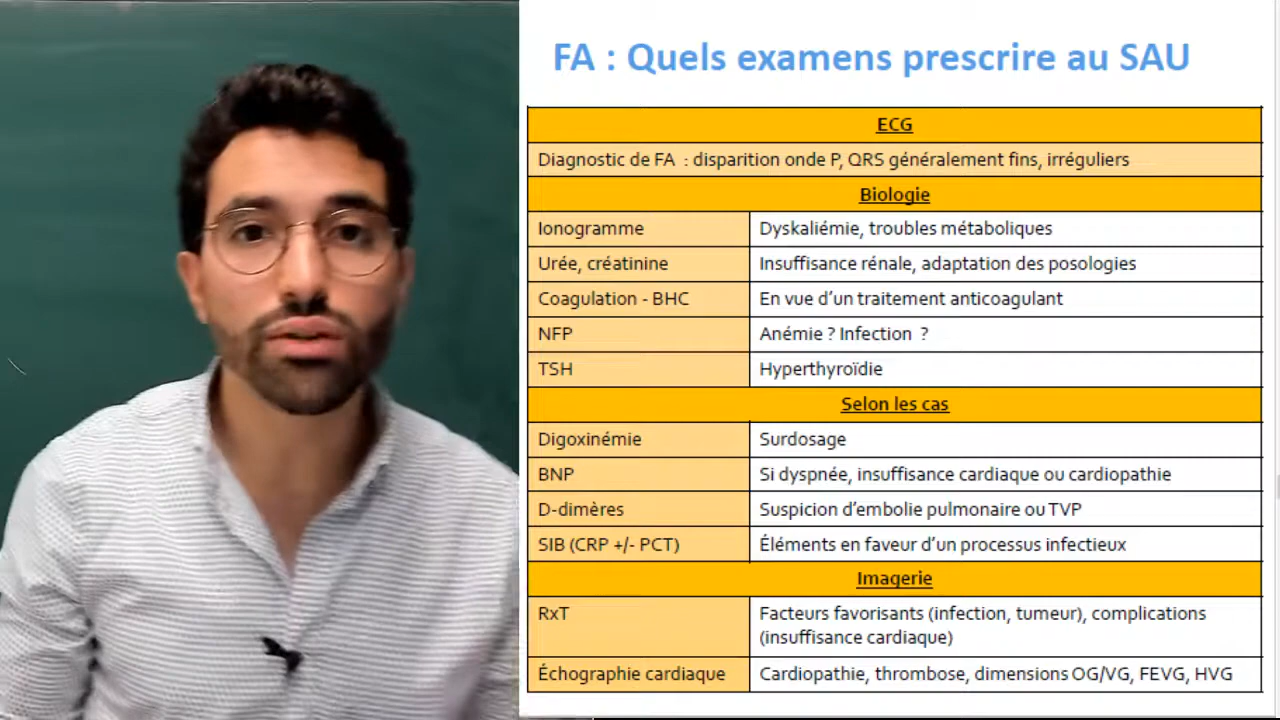 FA : Quels examens prescrire au SAU
ECG
Diagnostic de FA : disparition onde P, QRS généralement fins, irréguliers
Biologie
Ionogramme Dyskaliémie, troubles métaboliques
Urée, créatinine Insuffisance rénale, adaptation des posologies
Coagulation - BHC En vue d'un traitement anticoagulant
NFP Anémie ? Infection ?
TSH Hyperthyroïdie
Selon les cas
Digoxinémie Surdosage
BNP Si dyspnée, insuffisance cardiaque ou cardiopathie
D-dimères Suspicion d'embolie pulmonaire ou TVP
SIB (CRP +/- PCT) Éléments en faveur d'un processus infectieux
Imagerie
RxT Facteurs favorisants (infection, tumeur), complications
(insuffisance cardiaque)
Échographie cardiaque Cardiopathie, thrombose, dimensions OG/VG, FEVG, HVG